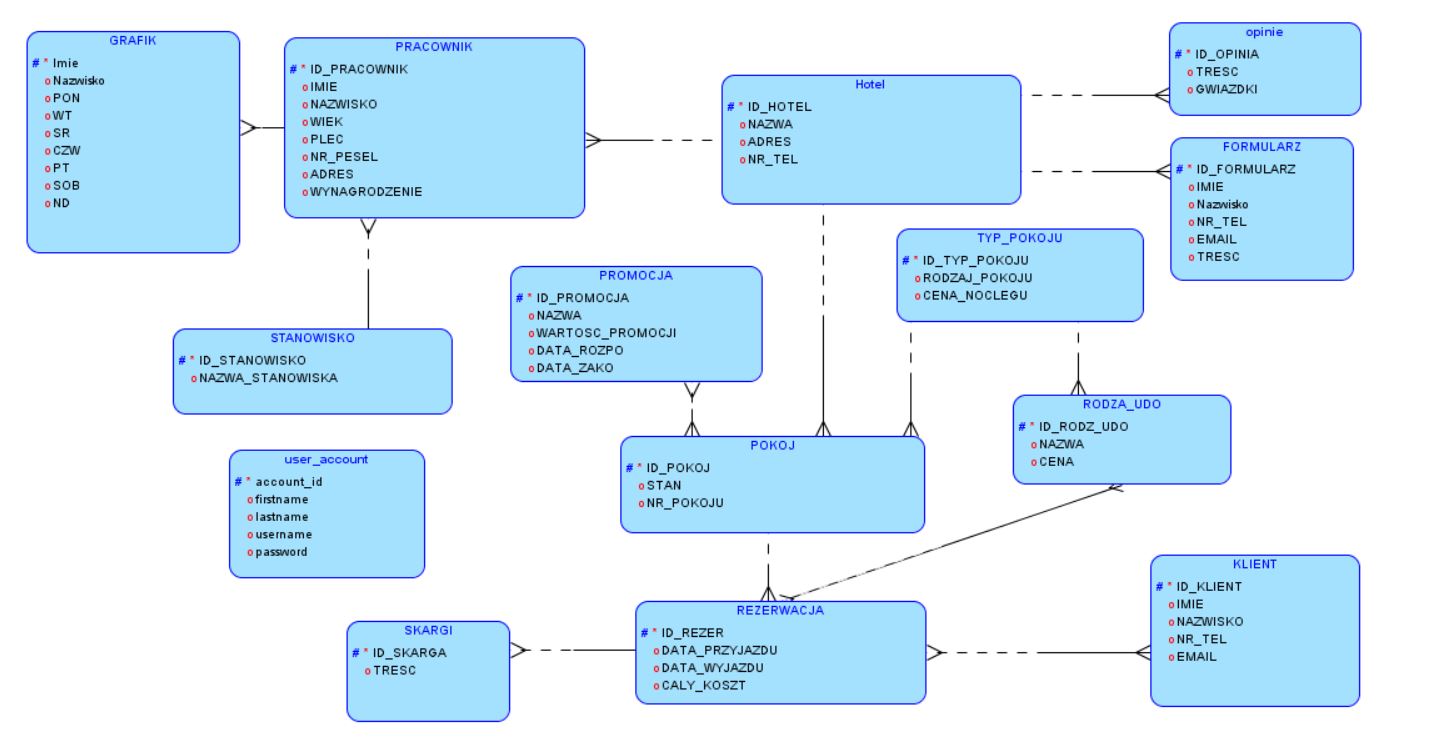 GRAFIK
# * Imie
o Nazwisko
o PON
o WT
o SR
o CZW
o PT
o SOB
o ND
PRACOWNIK
# * ID_PRACOWNIK
o IMIE
o NAZWISKO
o WIEK
o PLEC
o NR_PESEL
o ADRES
o WYNAGRODZENIE
Hotel
# * ID_HOTEL
o NAZWA
o ADRES
o NR_TEL
opinie
# * ID_OPINIA
o TRESC
o GWIAZDKI
FORMULARZ
# * ID_FORMULARZ
o IMIE
o Nazwisko
o NR_TEL
o EMAIL
o TRESC
TYP_POKOJU
# * ID_TYP_POKOJU
o RODZAJ_POKOJU
o CENA_NOCLEGU
PROMOCJA
# * ID_PROMOCJA
o NAZWA
o WARTOSC_PROMOCJI
o DATA_ROZPO
o DATA_ZAKO
STANOWISKO
# * ID_STANOWISKO
o NAZWA_STANOWISKA
RODZA_UDO
# * ID_RODZ_UDO
o NAZWA
o CENA
POKOJ
# * ID_POKOJ
o STAN
o NR_POKOJU
user_account
# * account_id
o firstname
o lastname
o username
o password
KLIENT
# * ID_KLIENT
o IMIE
o NAZWISKO
o NR_TEL
o EMAIL
REZERWACJA
# * ID_REZER
o DATA_PRZYJAZDU
o DATA_WYJAZDU
o CALY_KOSZT
SKARGI
# * ID_SKARGA
o TRESC